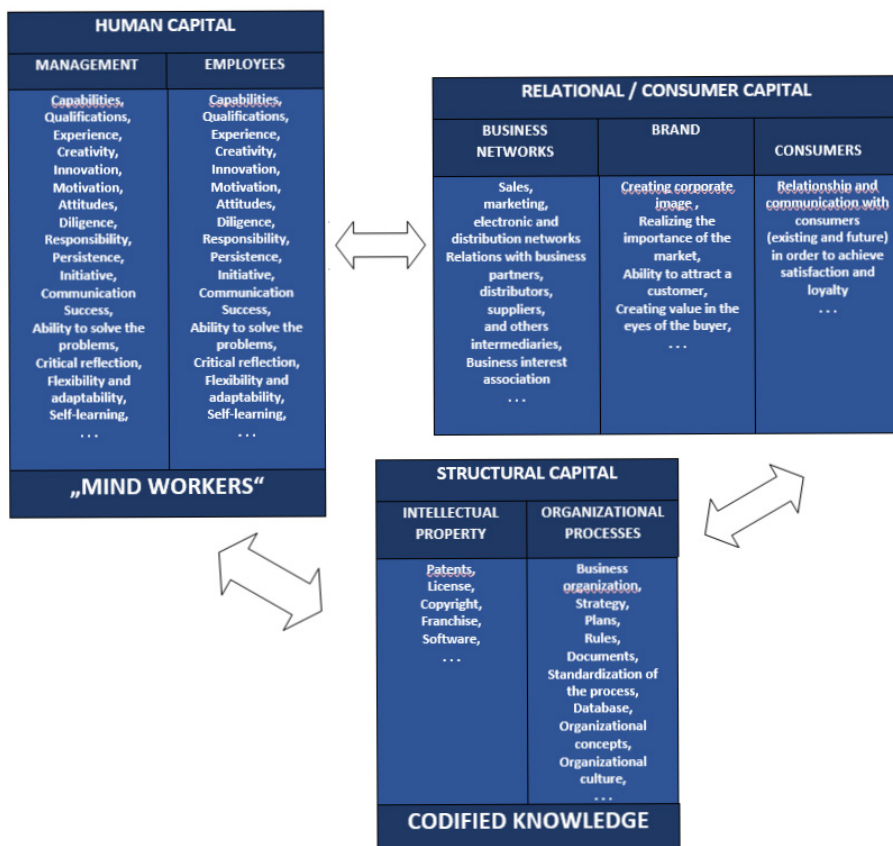 HUMAN CAPITAL
MANAGEMENT
Capabilities,
Qualifications,
Experience,
Creativity,
Innovation,
Motivation,
Attitudes,
Diligence,
Responsibility,
Persistence,
Initiative,
Communication
Success,
Ability to solve the
problems,
Critical reflection,
Flexibility and
adaptability,
Self-learning,
. . .
EMPLOYEES
Capabilities,
Qualifications,
Experience,
Creativity,
Innovation,
Motivation,
Attitudes,
Diligence,
Responsibility,
Persistence,
Initiative,
Communication
Success,
Ability to solve the
problems,
Critical reflection,
Flexibility and
adaptability,
Self-learning,
. . .
„MIND WORKERS“
RELATIONAL / CONSUMER CAPITAL
BUSINESS
NETWORKS
Sales,
marketing,
electronic and
distribution networks
Relations with business
partners,
distributors,
suppliers,
and others
intermediaries,
Business interest
association
. . .
BRAND
Creating corporate
image ,
Realizing the
importance of the
market,
Ability to attract a
customer,
Creating value in the
eyes of the buyer,
. . .
CONSUMERS
Relationship and
communication with
consumers
(existing and future)
in order to achieve
satisfaction and
loyalty
. . .
STRUCTURAL CAPITAL
INTELLECTUAL
PROPERTY
Patents,
License,
Copyright,
Franchise,
Software,
. . .
ORGANIZATIONAL
PROCESSES
Business
organization,
Strategy,
Plans,
Rules,
Documents,
Standardization of
the process,
Database,
Organizational
concepts,
Organizational
culture,
. . .
CODIFIED KNOWLEDGE